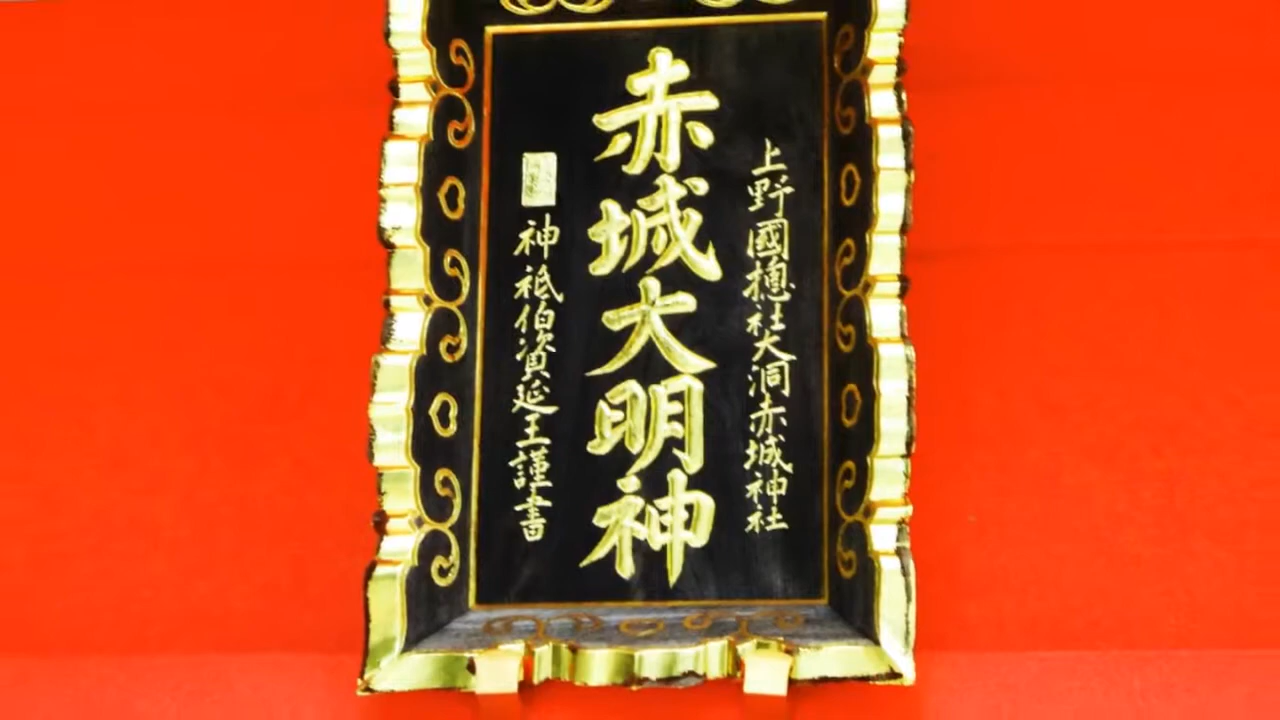 上野國摠社大洞赤城神社
赤城大明神
神祇伯資延王謹書